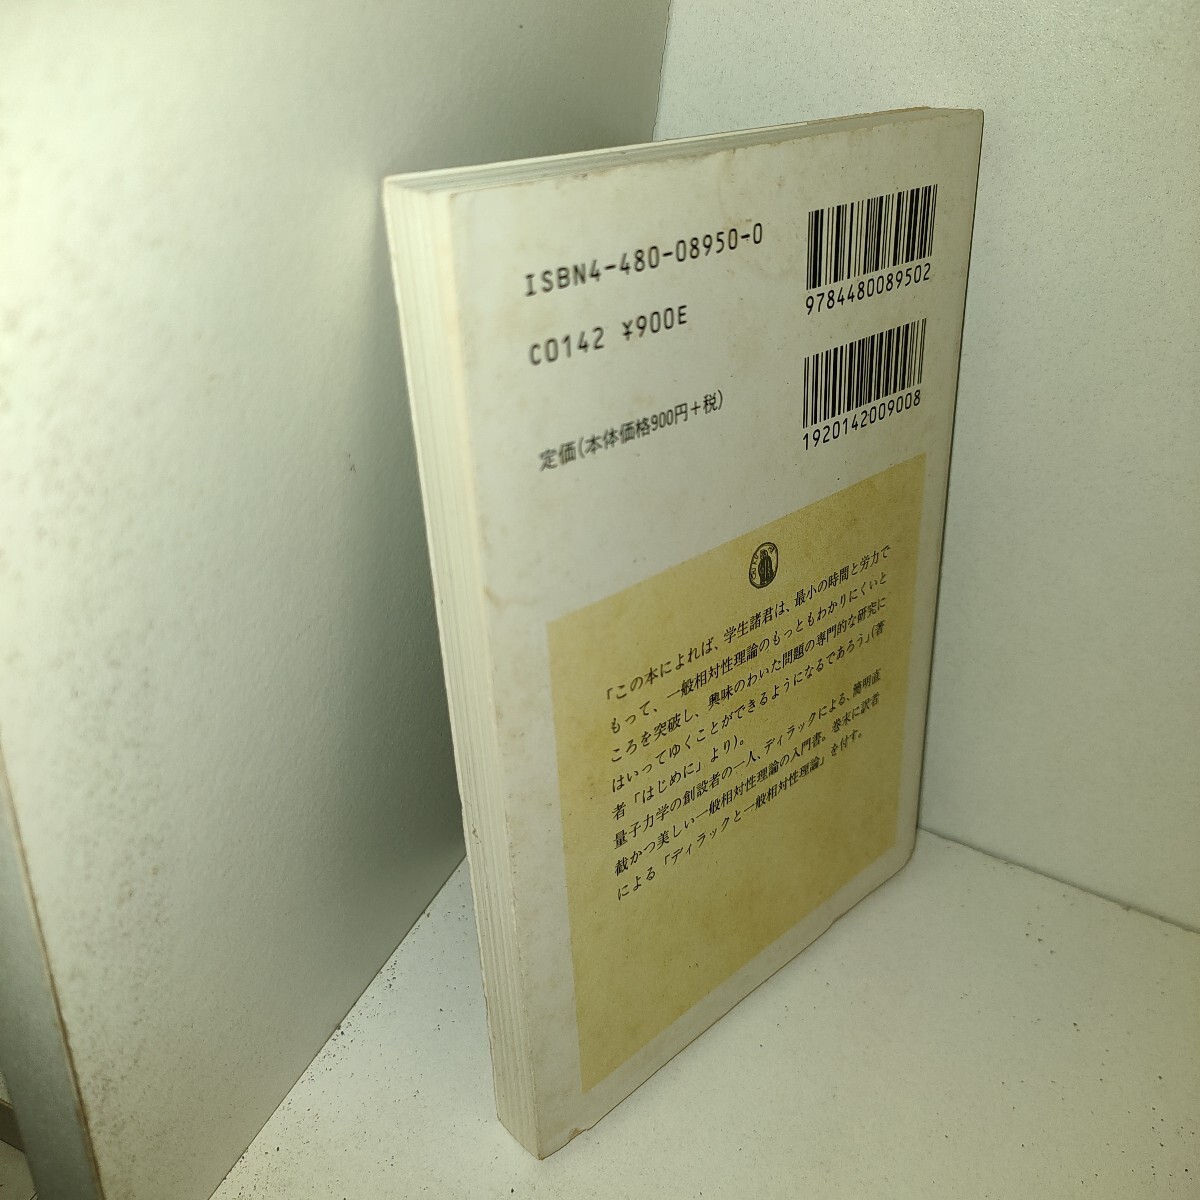 ISBN4-480-08950-0
C0142 ¥900E
定価(本体価格900円+税)
9784480089502
1920142009008
「この本によれば、学生諸君は、最小の時間と労力で
もって、一般相対性理論のもっともわかりにくいと
ころを突破し、興味のわいた問題の専門的な研究に
はいってゆくことができるようになるであろう」(著
者「はじめに」より)。
量子力学の創設者の一人、ディラックによる、簡明直
截かつ美しい一般相対性理論の入門書。巻末に訳者
による「ディラックと一般相対性理論」を付す。